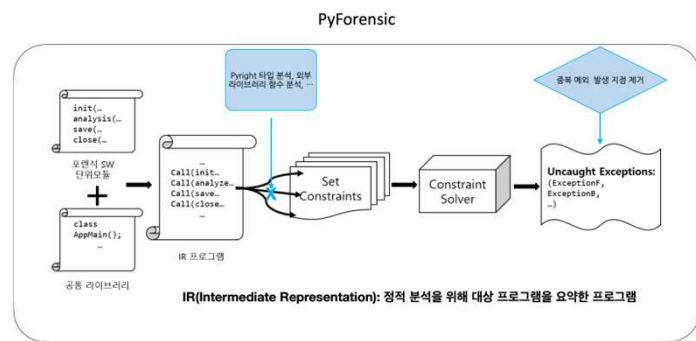 PyForensic
Pyright 타입 분석, 외부
라이브러리 함수 분석, …
중복 예외 발생 지점 제거
init(…
analysis(…
save(…
close(…
포렌식 SW
단위모듈
class
AppMain();
…
공통 라이브러리
…
Call(init…
Call(analyze…
Call(save…
Call(close…
…
IR 프로그램
Set
Constraints
Constraint
Solver
Uncaught Exceptions:
(ExceptionF,
ExceptionB,
…)
IR(Intermediate Representation): 정적 분석을 위해 대상 프로그램을 요약한 프로그램